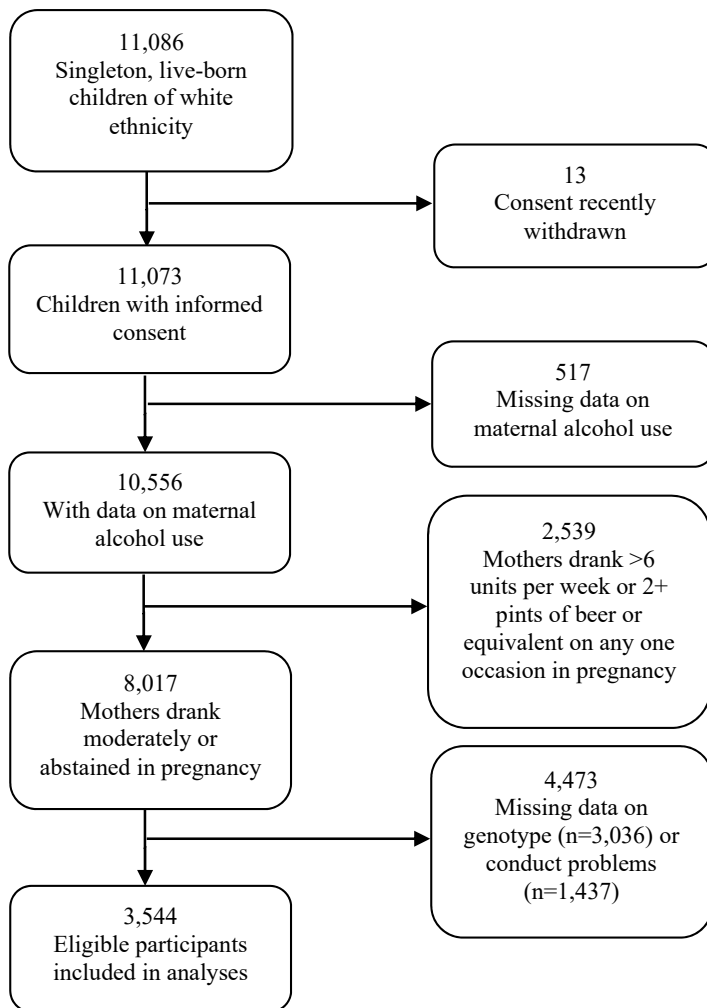 11,086
Singleton, live-born
children of white
ethnicity
13
Consent recently
withdrawn
11,073
Children with informed
consent
517
Missing data on
maternal alcohol use
10,556
With data on maternal
alcohol use
2,539
Mothers drank >6
units per week or 2+
pints of beer or
equivalent on any one
occasion in pregnancy
8,017
Mothers drank
moderately or
abstained in pregnancy
4,473
Missing data on
genotype (n=3,036) or
conduct problems
(n=1,437)
3,544
Eligible participants
included in analyses